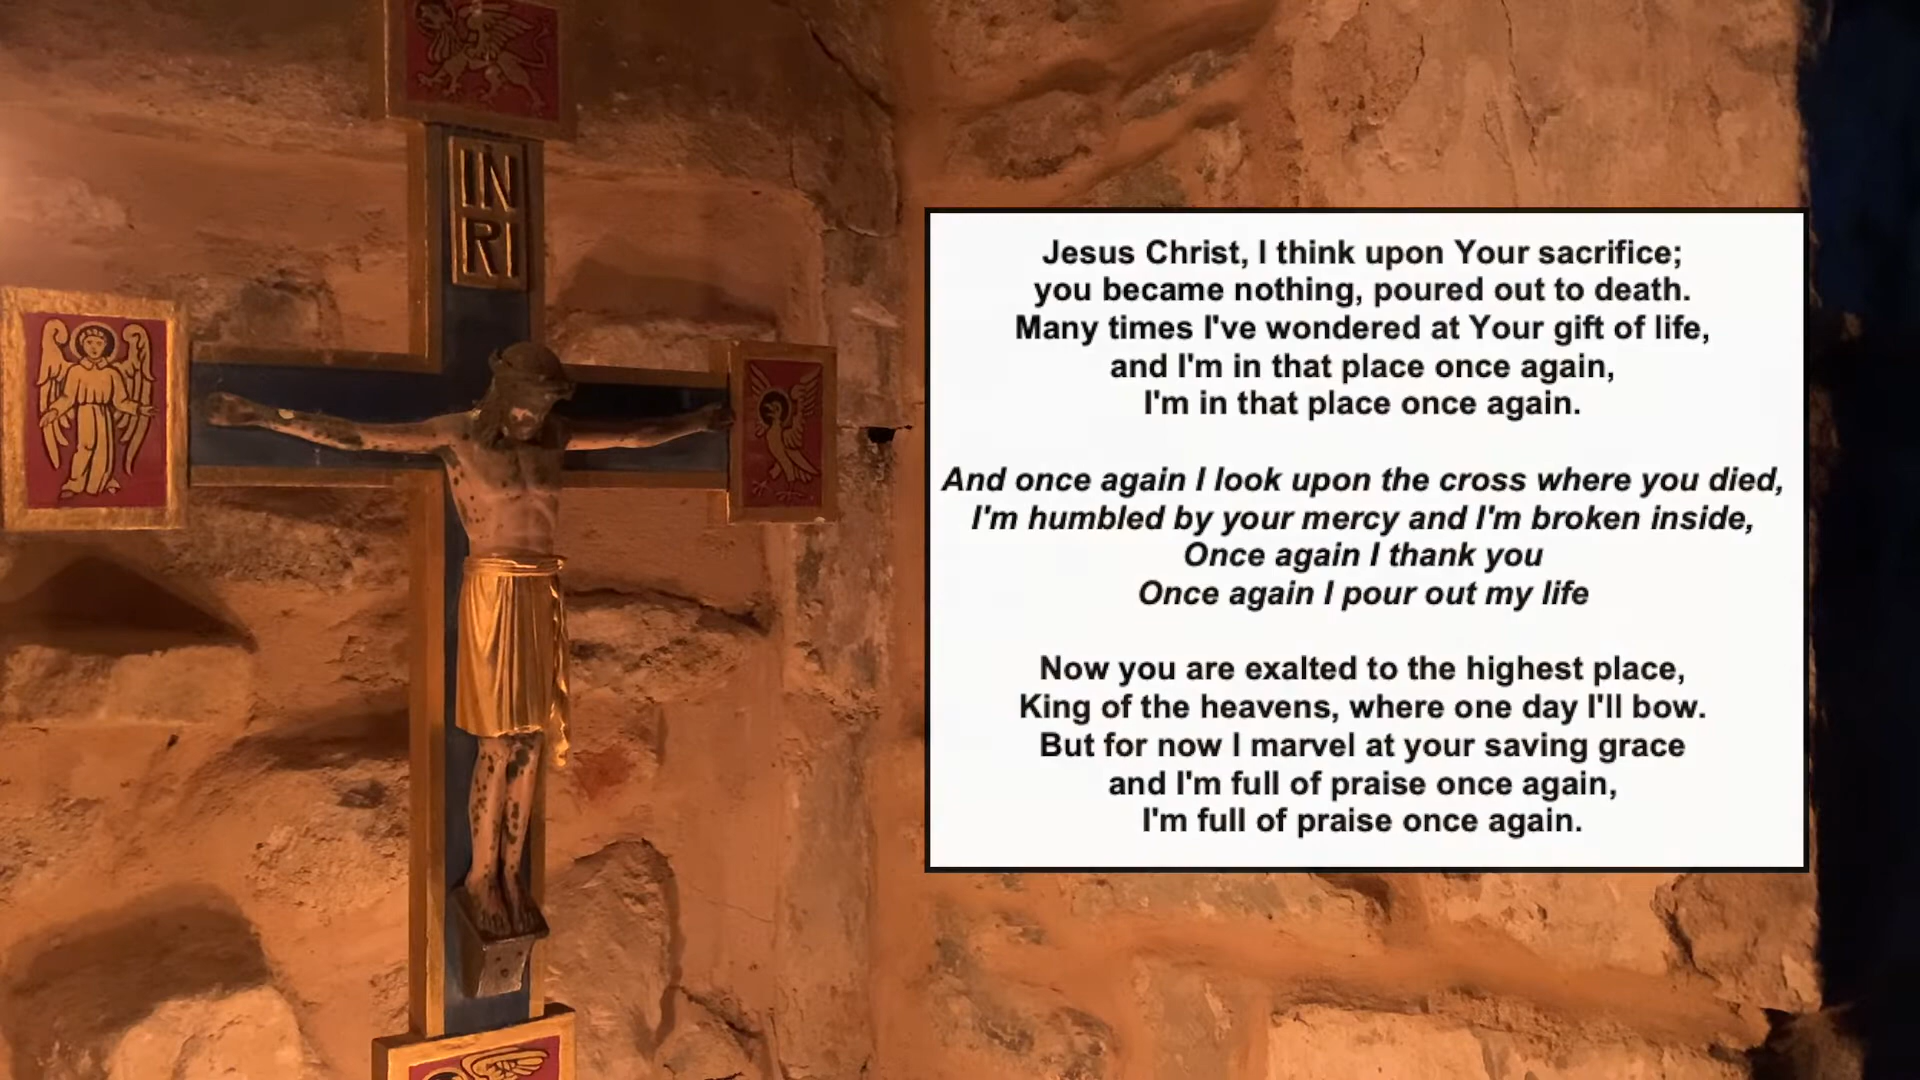 IN
RI
Jesus Christ, I think upon Your sacrifice;
you became nothing, poured out to death.
Many times I've wondered at Your gift of life,
and I'm in that place once again,
I'm in that place once again.
And once again I look upon the cross where you died,
I'm humbled by your mercy and I'm broken inside,
Once again I thank you
Once again I pour out my life
Now you are exalted to the highest place,
King of the heavens, where one day I'll bow.
But for now I marvel at your saving grace
and I'm full of praise once again,
I'm full of praise once again.